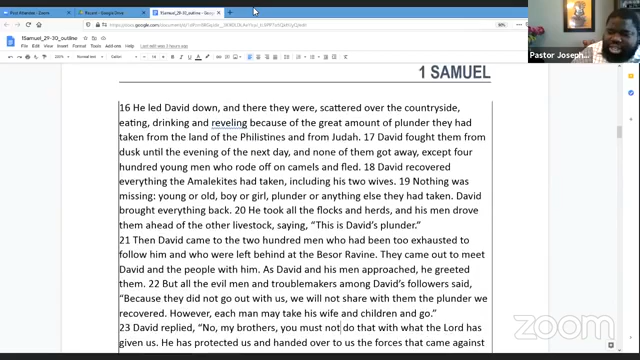 1Samuel_29-30_outline
File Edit View Insert Format Tools Add-ons Help
Pastor Joseph
1 SAMUEL
16 He led David down, and there they were, scattered over the countryside,
eating, drinking and reveling because of the great amount of plunder they had
taken from the land of the Philistines and from Judah. 17 David fought them from
dusk until the evening of the next day, and none of them got away, except four
hundred young men who rode off on camels and fled. 18 David recovered
everything the Amalekites had taken, including his two wives. 19 Nothing was
missing: young or old, boy or girl, plunder or anything else they had taken. David
brought everything back. 20 He took all the flocks and herds, and his men drove
them ahead of the other livestock, saying, “This is David’s plunder.”
21 Then David came to the two hundred men who had been too exhausted to
follow him and who were left behind at the Besor Ravine. They came out to meet
David and the people with him. As David and his men approached, he greeted
them. 22 But all the evil men and troublemakers among David’s followers said,
“Because they did not go out with us, we will not share with them the plunder we
recovered. However, each man may take his wife and children and go.”
23 David replied, “No, my brothers, you must not do that with what the Lord has
given us. He has protected us and handed over to us the forces that came against
zoom
FACEBOOK